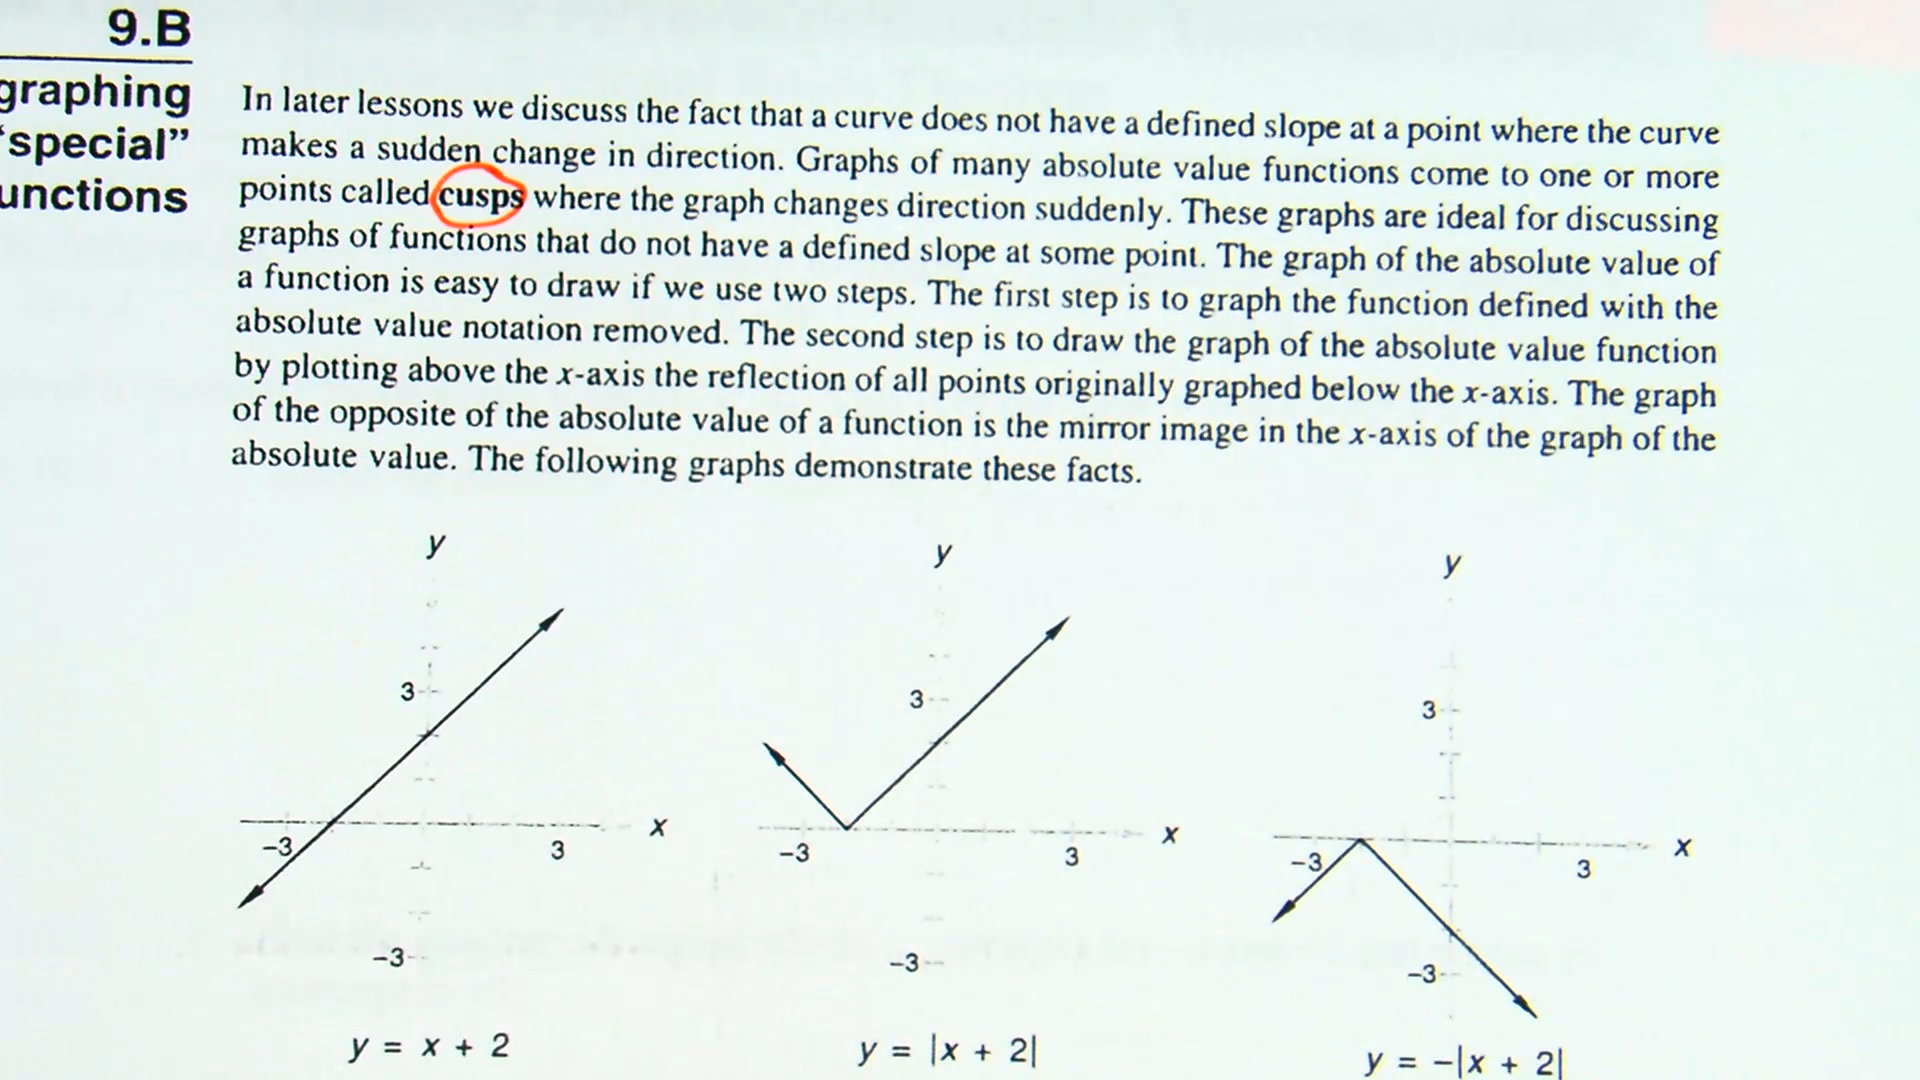 9.B
graphing
"special"
unctions
In later lessons we discuss the fact that a curve does not have a defined slope at a point where the curve
makes a sudden change in direction. Graphs of many absolute value functions come to one or more
points called cusps where the graph changes direction suddenly. These graphs are ideal for discussing
graphs of functions that do not have a defined slope at some point. The graph of the absolute value of
a function is easy to draw if we use two steps. The first step is to graph the function defined with the
absolute value notation removed. The second step is to draw the graph of the absolute value function
by plotting above the x-axis the reflection of all points originally graphed below the x-axis. The graph
of the opposite of the absolute value of a function is the mirror image in the x-axis of the graph of the
absolute value. The following graphs demonstrate these facts.
y
3
x
-3
3
-3
y = x + 2
y
3
x
-3
3
-3
y = |x + 2|
y
3
x
-3
3
-3
y = -|x + 2|